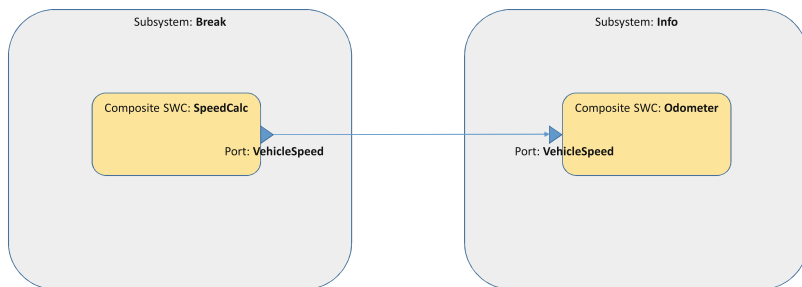 Subsystem: Break
Subsystem: Info
Composite SWC: SpeedCalc
Composite SWC: Odometer
Port: VehicleSpeed
Port: VehicleSpeed